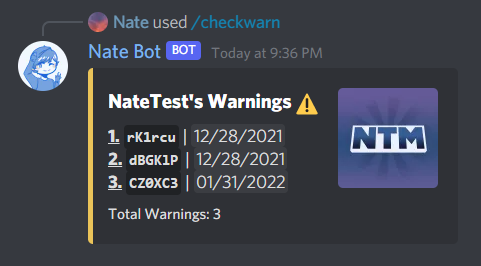 Nate used /checkwarn
Nate Bot BOT Today at 9:36 PM
NateTest's Warnings ⚠️
1. rK1rcu | 12/28/2021
2. dBGK1P | 12/28/2021
3. CZ0XC3 | 01/31/2022
Total Warnings: 3
NTM